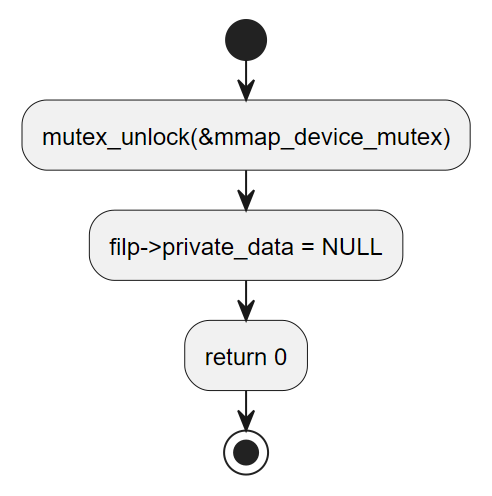 mutex_unlock(&mmap_device_mutex)
filp->private_data = NULL
return 0